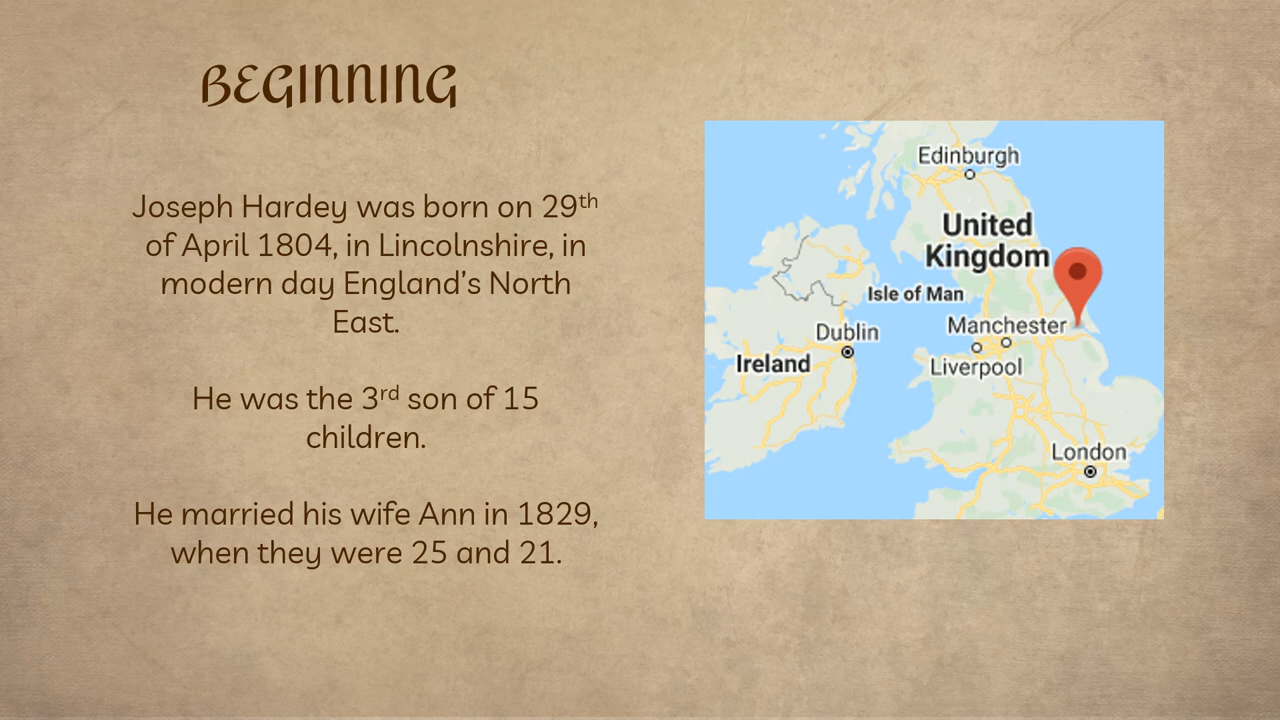 BEGINNING
Joseph Hardey was born on 29th
of April 1804, in Lincolnshire, in
modern day England’s North
East.
He was the 3rd son of 15
children.
He married his wife Ann in 1829,
when they were 25 and 21.
Edinburgh
United
Kingdom
Isle of Man
Manchester
Dublin
Ireland
Liverpool
London